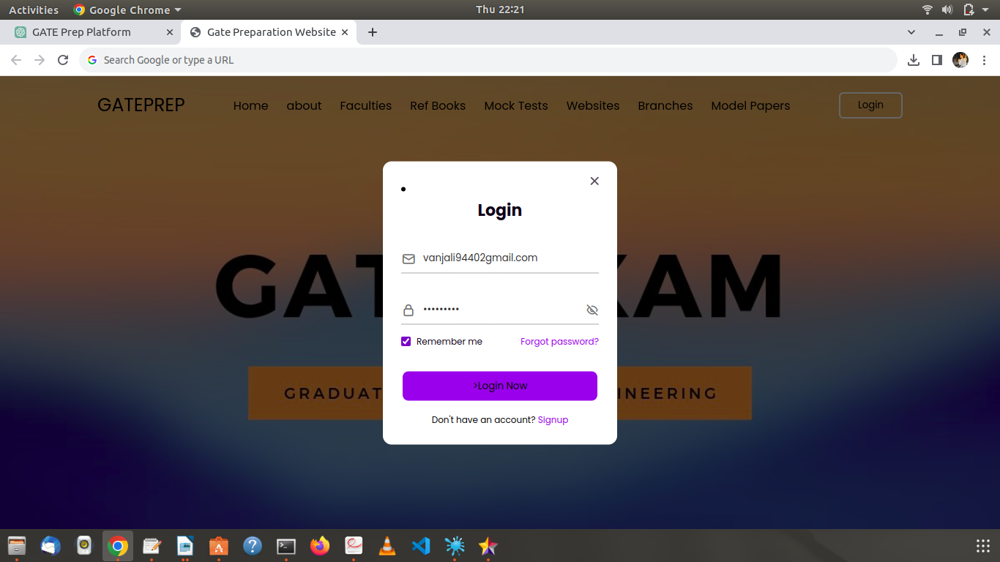 Activities Google Chrome Thu 22:21
GATE Prep Platform Gate Preparation Website
Search Google or type a URL
GATEPREP Home about Faculties Ref Books Mock Tests Websites Branches Model Papers Login
Login
vanjali94402gmail.com
•••••••••
Remember me Forgot password?
>Login Now
Don't have an account? Signup
GAT XAM
GRADUAT INEERING